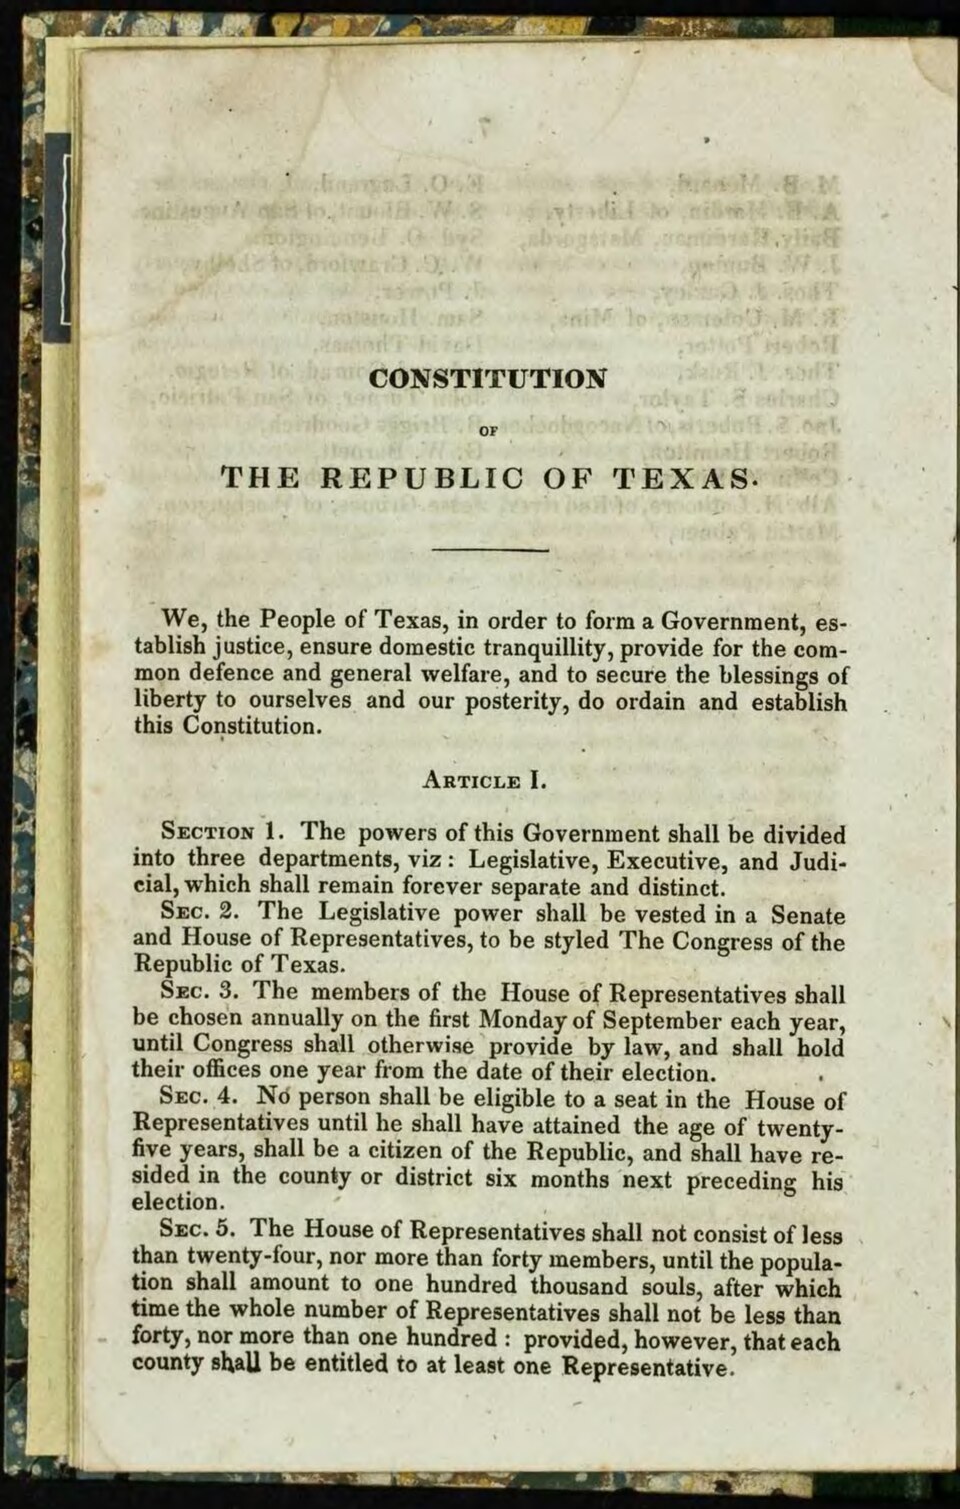 CONSTITUTION
OF
THE REPUBLIC OF TEXAS.
We, the People of Texas, in order to form a Government, es-
tablish justice, ensure domestic tranquillity, provide for the com-
mon defence and general welfare, and to secure the blessings of
liberty to ourselves and our posterity, do ordain and establish
this Constitution.
ARTICLE I.
SECTION 1. The powers of this Government shall be divided
into three departments, viz: Legislative, Executive, and Judi-
cial, which shall remain forever separate and distinct.
SEC. 2. The Legislative power shall be vested in a Senate
and House of Representatives, to be styled The Congress of the
Republic of Texas.
SEC. 3. The members of the House of Representatives shall
be chosen annually on the first Monday of September each year,
until Congress shall otherwise provide by law, and shall hold
their offices one year from the date of their election.
SEC. 4. No person shall be eligible to a seat in the House of
Representatives until he shall have attained the age of twenty-
five years, shall be a citizen of the Republic, and shall have re-
sided in the county or district six months next preceding his
election.
SEC. 5. The House of Representatives shall not consist of less
than twenty-four, nor more than forty members, until the popula-
tion shall amount to one hundred thousand souls, after which
time the whole number of Representatives shall not be less than
forty, nor more than one hundred : provided, however, that each
county shall be entitled to at least one Representative.